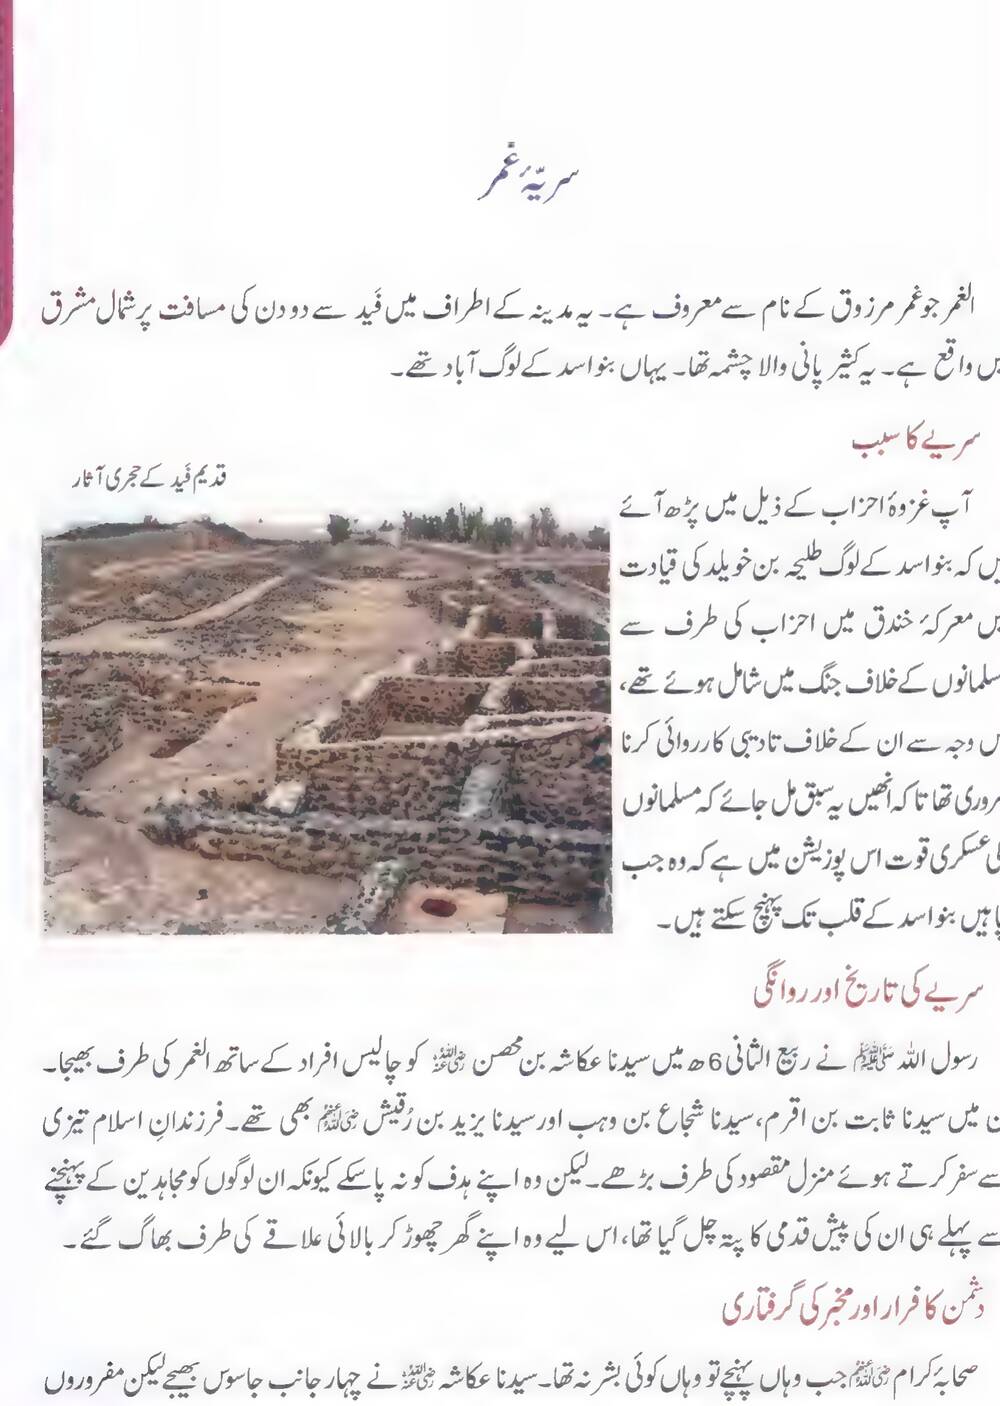 سریۂ غمر
الغمر جو غمر مرزوق کے نام سے معروف ہے۔ یہ مدینہ کے اطراف میں فَید سے دو دن کی مسافت پر شمال مشرق
ں واقع ہے۔ یہ کثیر پانی والا چشمہ تھا۔ یہاں بنو اسد کے لوگ آباد تھے۔
سریے کا سبب
قدیم فَید کے حجری آثار
آپ غزوۂ احزاب کے ذیل میں پڑھ آئے
یں کہ بنو اسد کے لوگ طلیحہ بن خویلد کی قیادت
ں معرکۂ خندق میں احزاب کی طرف سے
سلمانوں کے خلاف جنگ میں شامل ہوئے تھے،
س وجہ سے ان کے خلاف تادیبی کارروائی کرنا
روری تھا تاکہ انھیں یہ سبق مل جائے کہ مسلمانوں
کی عسکری قوت اس پوزیشن میں ہے کہ وہ جب
اہیں بنو اسد کے قلب تک پہنچ سکتے ہیں۔
سریے کی تاریخ اور روانگی
رسول اللہ ﷺ نے ربیع الثانی 6ھ میں سیدنا عکاشہ بن محصن رضی اللہ عنہ کو چالیس افراد کے ساتھ الغمر کی طرف بھیجا۔
ن میں سیدنا ثابت بن اقرم، سیدنا شجاع بن وہب اور سیدنا یزید بن رُقیش رضی اللہ عنہم بھی تھے۔ فرزندانِ اسلام تیزی
سے سفر کرتے ہوئے منزل مقصود کی طرف بڑھے۔ لیکن وہ اپنے ہدف کو نہ پا سکے کیونکہ ان لوگوں کو مجاہدین کے پہنچنے
سے پہلے ہی ان کی پیش قدمی کا پتہ چل گیا تھا، اس لیے وہ اپنے گھر چھوڑ کر بالائی علاقے کی طرف بھاگ گئے۔
دشمن کا فرار اور مخبر کی گرفتاری
صحابۂ کرام رضی اللہ عنہم جب وہاں پہنچے تو وہاں کوئی بشر نہ تھا۔ سیدنا عکاشہ رضی اللہ عنہ نے چہار جانب جاسوس بھیجے لیکن مفروروں